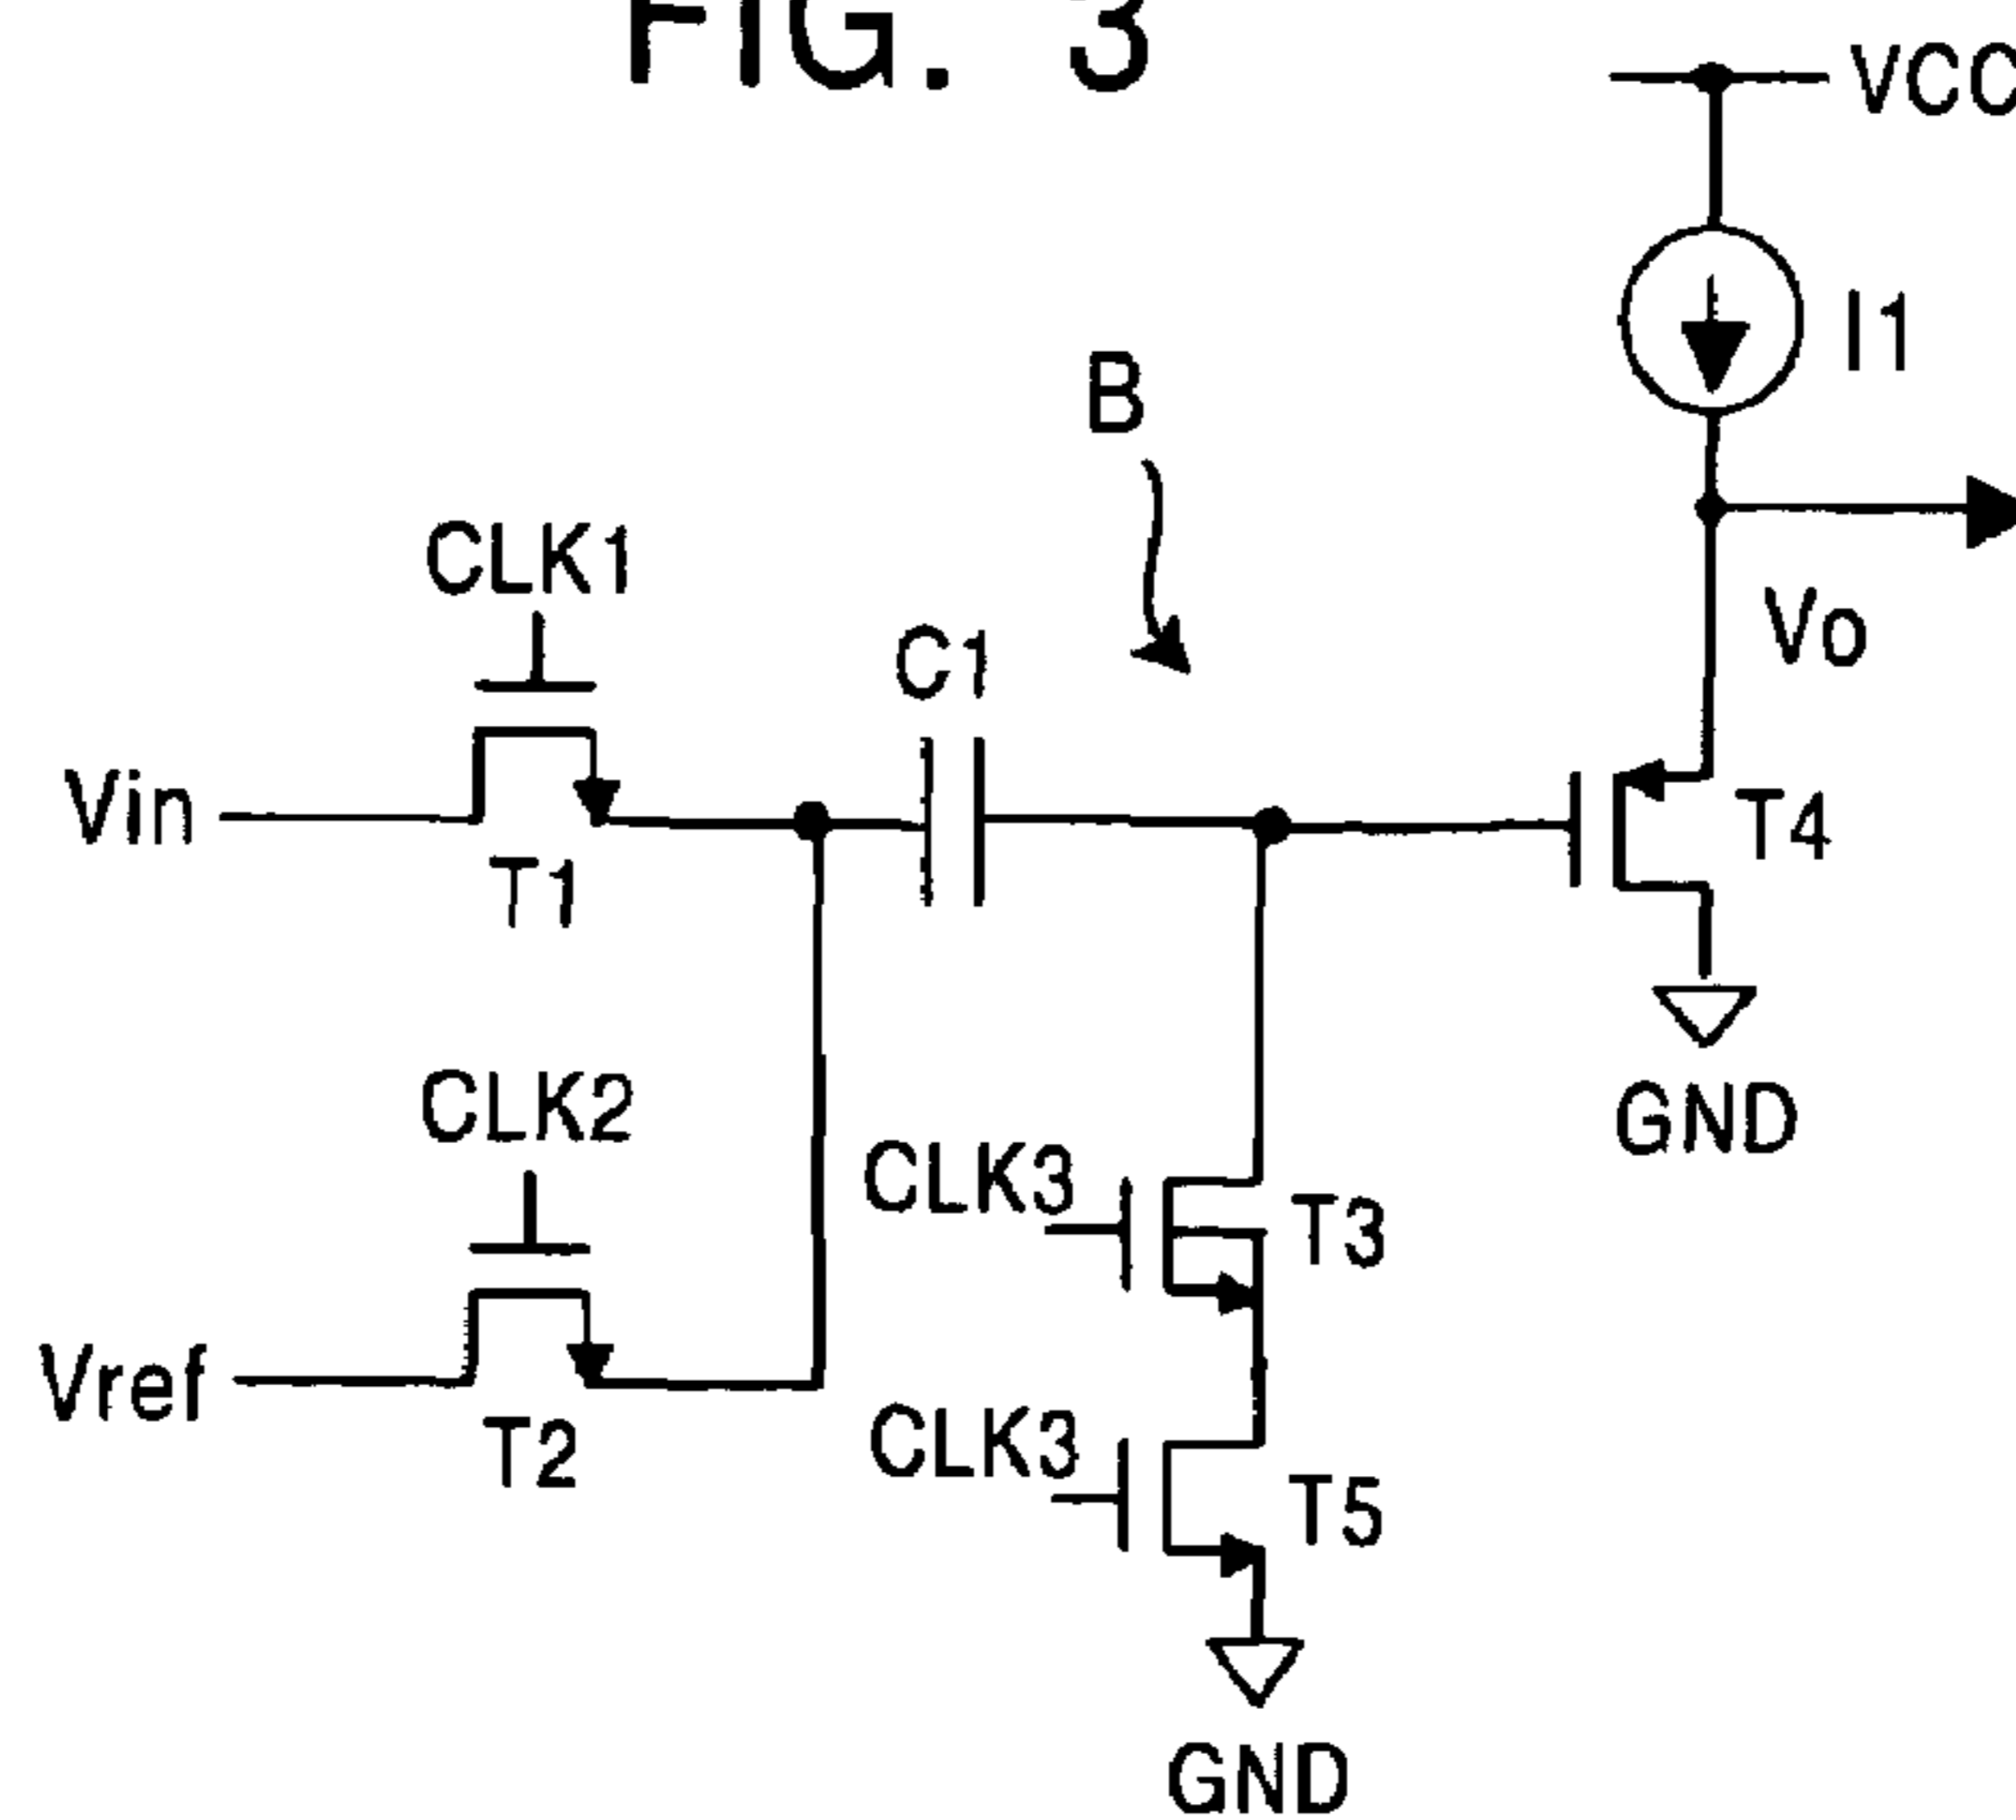 FIG. 3
VCC
I1
B
CLK1
C1
Vo
Vin
T1
T4
CLK2
GND
CLK3
T3
Vref
T2
CLK3
T5
GND